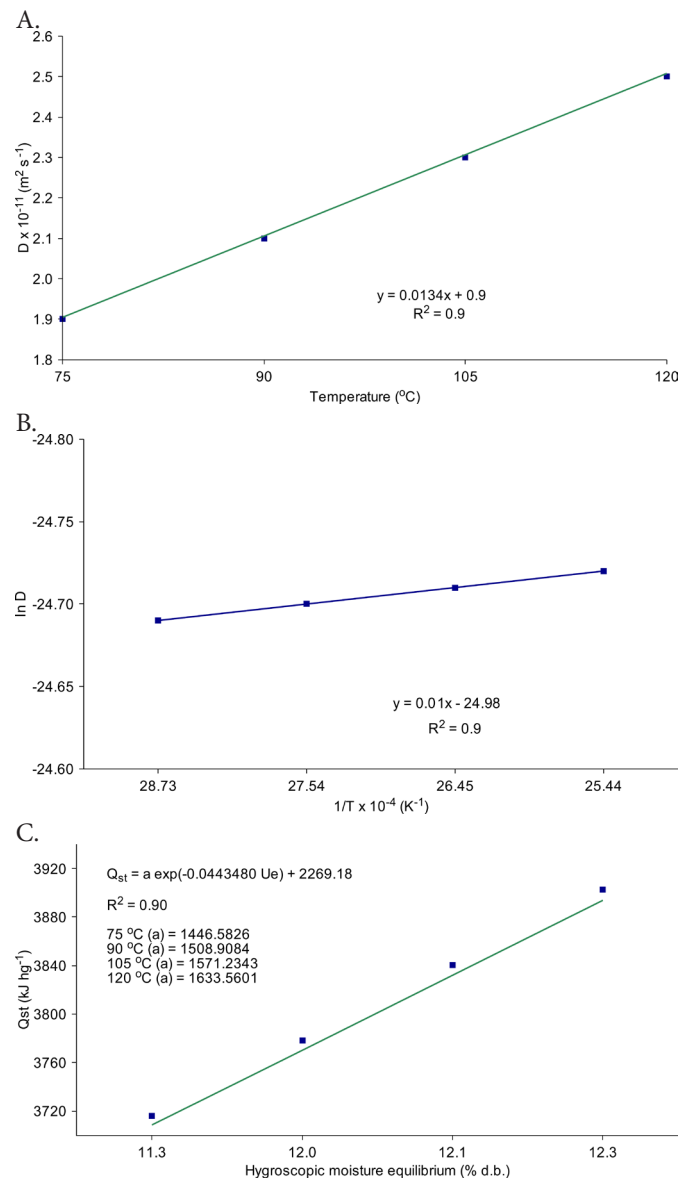 A.
2.6
2.5
2.4
2.3
2.2
2.1
2.0
1.9
1.8
D x 10⁻¹¹ (m² s⁻¹)
y = 0.0134x + 0.9
R² = 0.9
75 90 105 120
Temperature (ºC)
B.
-24.80
-24.75
-24.70
-24.65
-24.60
ln D
y = 0.01x - 24.98
R² = 0.9
28.73 27.54 26.45 25.44
1/T x 10⁻⁴ (K⁻¹)
C.
3920
3880
3840
3800
3760
3720
Qst (kJ hg⁻¹)
Qst = a exp(-0.0443480 Ue) + 2269.18
R² = 0.90
75 ºC (a) = 1446.5826
90 ºC (a) = 1508.9084
105 ºC (a) = 1571.2343
120 ºC (a) = 1633.5601
11.3 12.0 12.1 12.3
Hygroscopic moisture equilibrium (% d.b.)